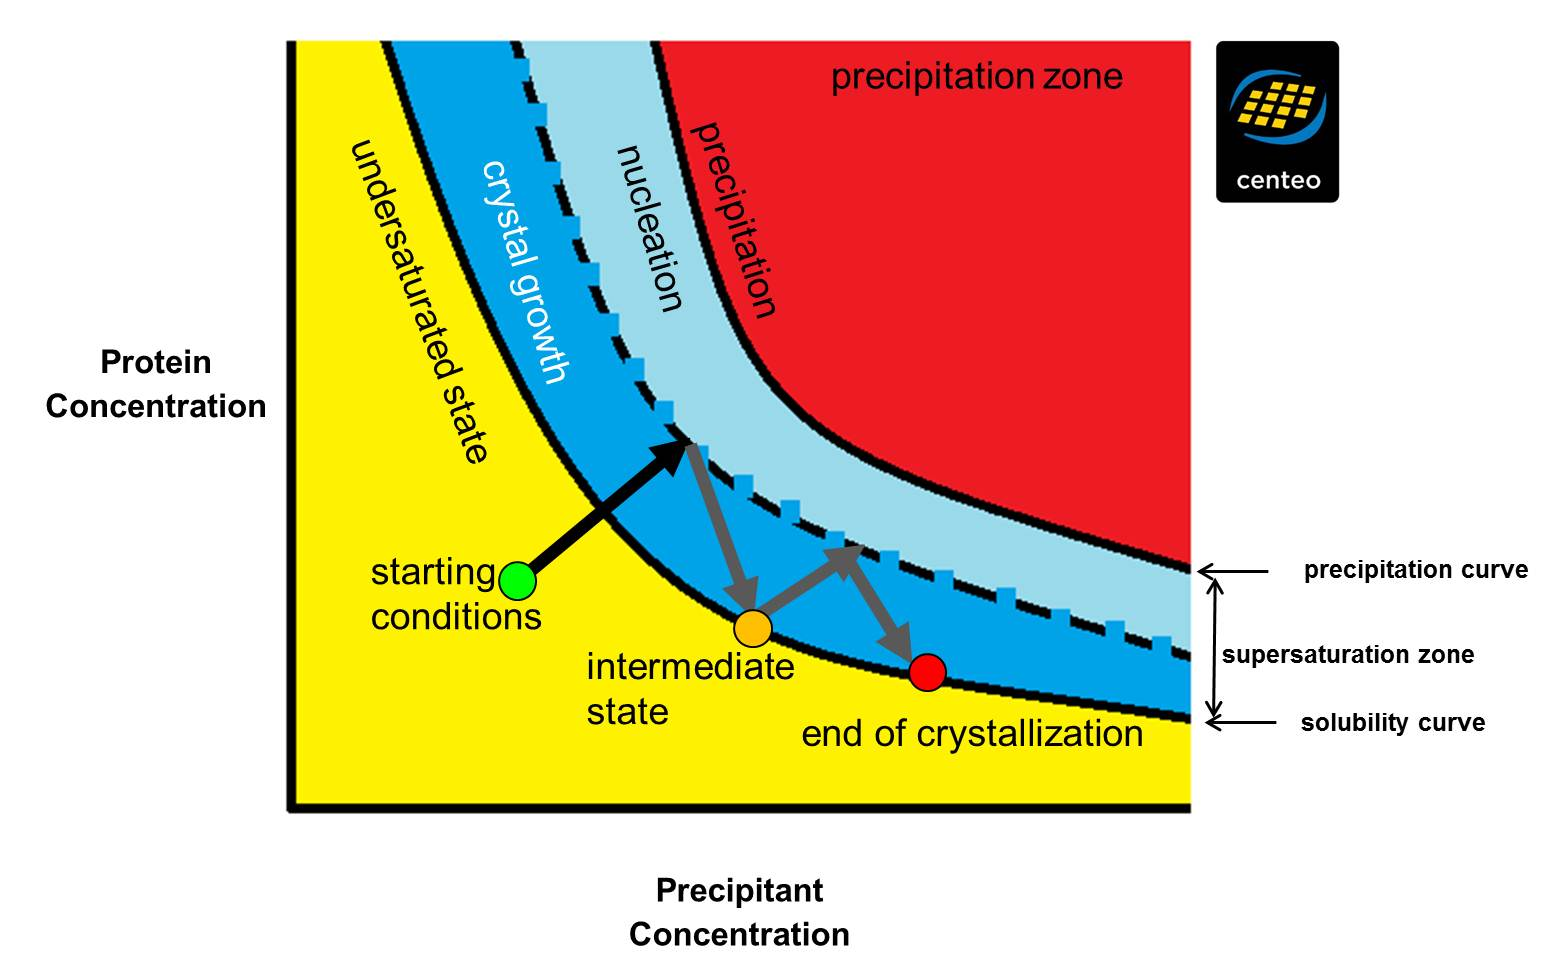 precipitation zone
centeo
undersaturated state
crystal growth
nucleation
precipitation
Protein
Concentration
starting
conditions
intermediate
state
end of crystallization
precipitation curve
supersaturation zone
solubility curve
Precipitant
Concentration